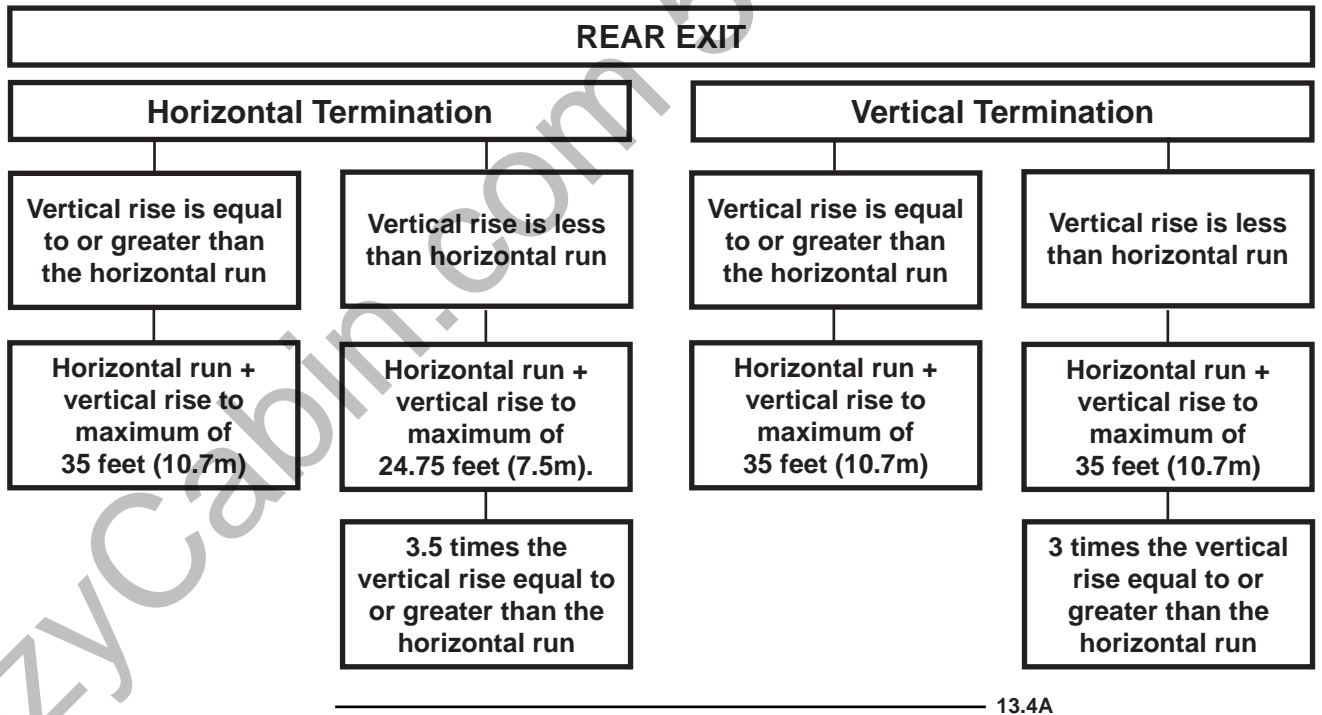 REAR EXIT
Horizontal Termination
Vertical Termination
Vertical rise is equal
to or greater than
the horizontal run
Vertical rise is less
than horizontal run
Vertical rise is equal
to or greater than
the horizontal run
Vertical rise is less
than horizontal run
Horizontal run +
vertical rise to
maximum of
35 feet (10.7m)
Horizontal run +
vertical rise to
maximum of
24.75 feet (7.5m).
Horizontal run +
vertical rise to
maximum of
35 feet (10.7m)
Horizontal run +
vertical rise to
maximum of
35 feet (10.7m)
3.5 times the
vertical rise equal to
or greater than the
horizontal run
3 times the vertical
rise equal to or
greater than the
horizontal run
13.4A
zyCabin.com